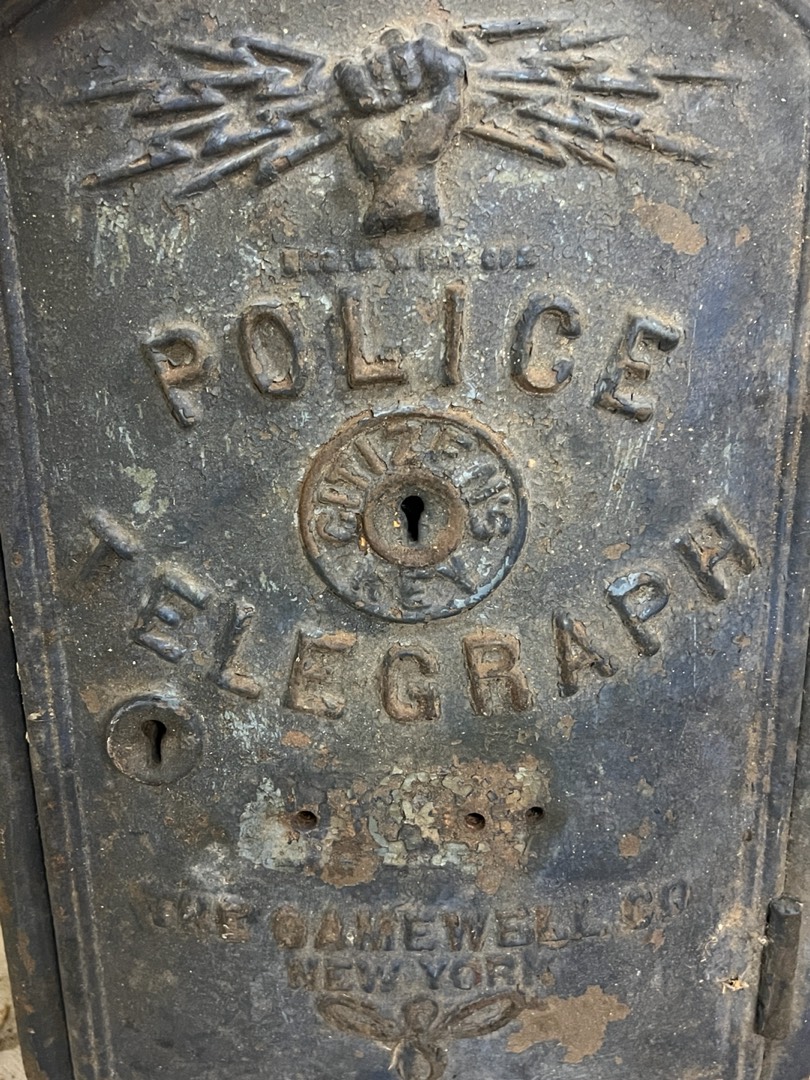 POLICE
CITIZENS
KEY
TELEGRAPH
THE GAMEWELL CO
NEW YORK